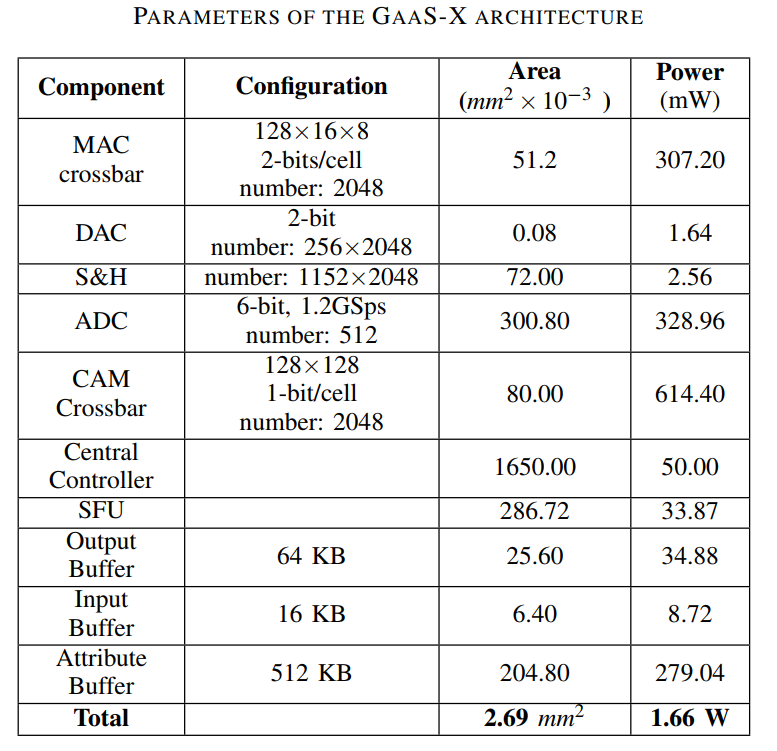 PARAMETERS OF THE GAAS-X ARCHITECTURE
Component Configuration Area (mm² × 10⁻³ ) Power (mW)
MAC crossbar 128×16×8 2-bits/cell number: 2048 51.2 307.20
DAC 2-bit number: 256×2048 0.08 1.64
S&H number: 1152×2048 72.00 2.56
ADC 6-bit, 1.2GSps number: 512 300.80 328.96
CAM Crossbar 128×128 1-bit/cell number: 2048 80.00 614.40
Central Controller 1650.00 50.00
SFU 286.72 33.87
Output Buffer 64 KB 25.60 34.88
Input Buffer 16 KB 6.40 8.72
Attribute Buffer 512 KB 204.80 279.04
Total 2.69 mm² 1.66 W